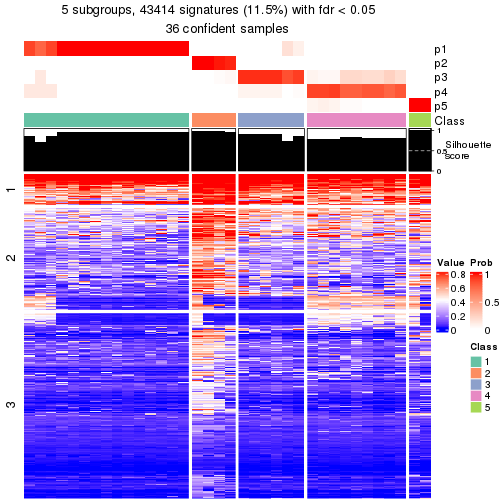 5 subgroups, 43414 signatures (11.5%) with fdr < 0.05
36 confident samples
p1
p2
p3
p4
p5
Class
1
0.5
0
Silhouette
score
1
2
3
Value Prob
0.8
0.6
0.4
0.2
0
1
0.5
0
Class
1
2
3
4
5